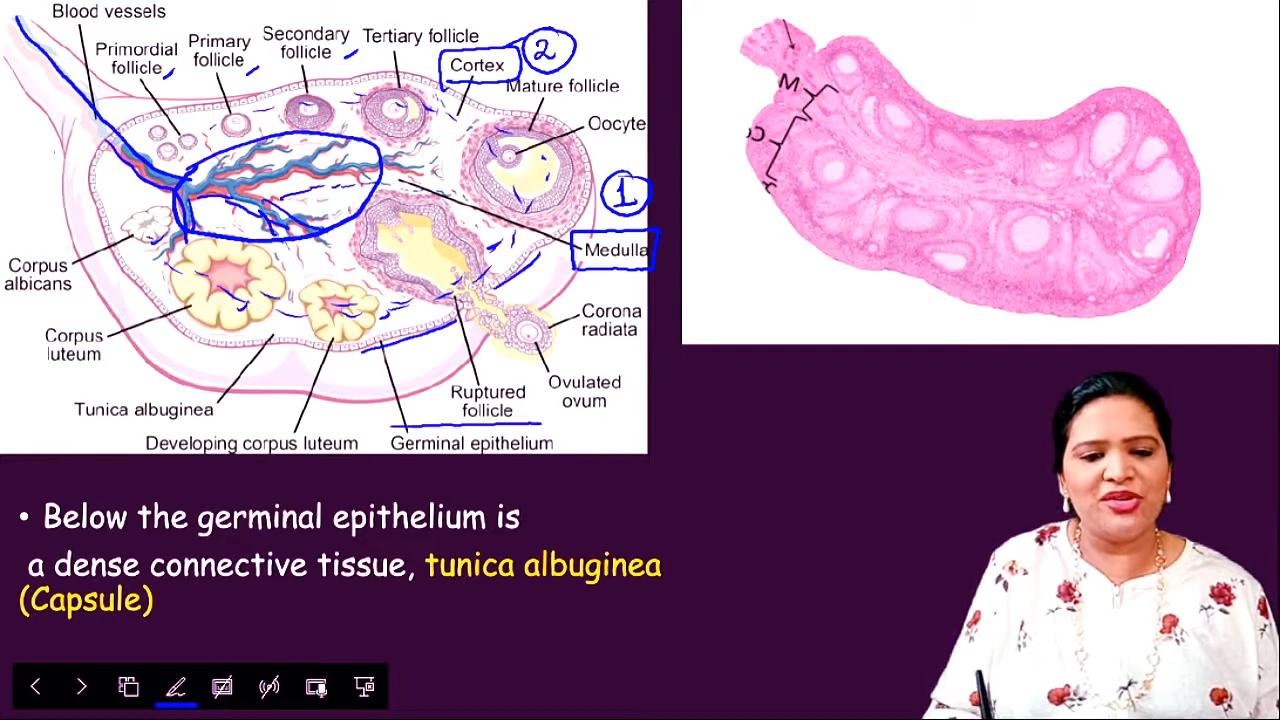 Blood vessels
Primordial
follicle
Primary
follicle
Secondary
follicle
Tertiary follicle
Cortex
2
Mature follicle
Oocyte
1
Medulla
Corpus
albicans
Corpus
luteum
Corona
radiata
Ovulated
ovum
Ruptured
follicle
Tunica albuginea
Developing corpus luteum
Germinal epithelium
M
C
• Below the germinal epithelium is
a dense connective tissue, tunica albuginea
(Capsule)